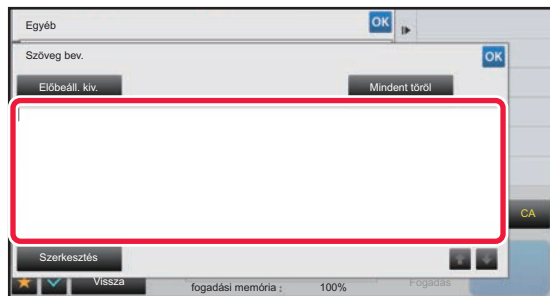 Egyéb
OK
Szöveg bev.
OK
Előbeáll. kiv.
Mindent töröl
CA
Szerkesztés
Vissza
fogadási memória :
100%
Fogadás